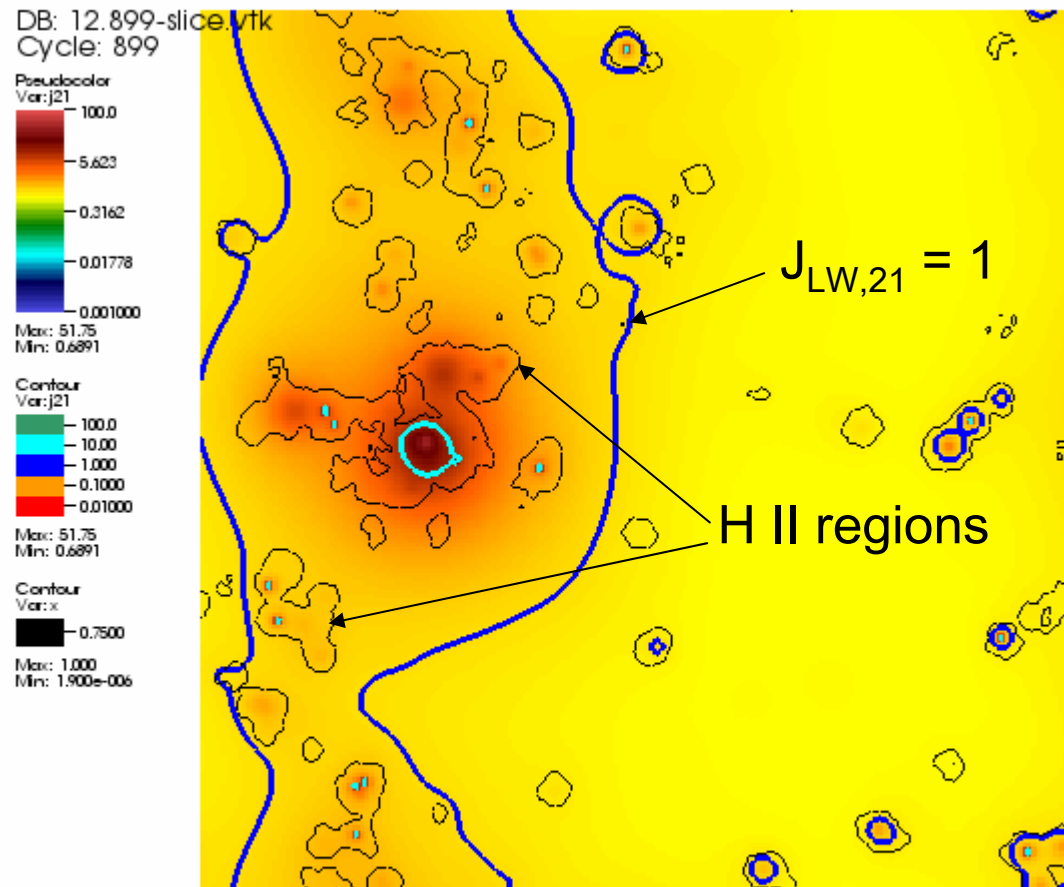 DB: 12.899-slice.vtk
Cycle: 899
Pseudocolor
Var: j21
100.0
5.623
0.3162
0.01778
0.001000
Max: 51.75
Min: 0.6891
Contour
Var: j21
100.0
10.00
1.000
0.1000
0.01000
Max: 51.75
Min: 0.6891
Contour
Var: x
0.7500
Max: 1.000
Min: 1.900e-006
J_LW,21 = 1
H II regions